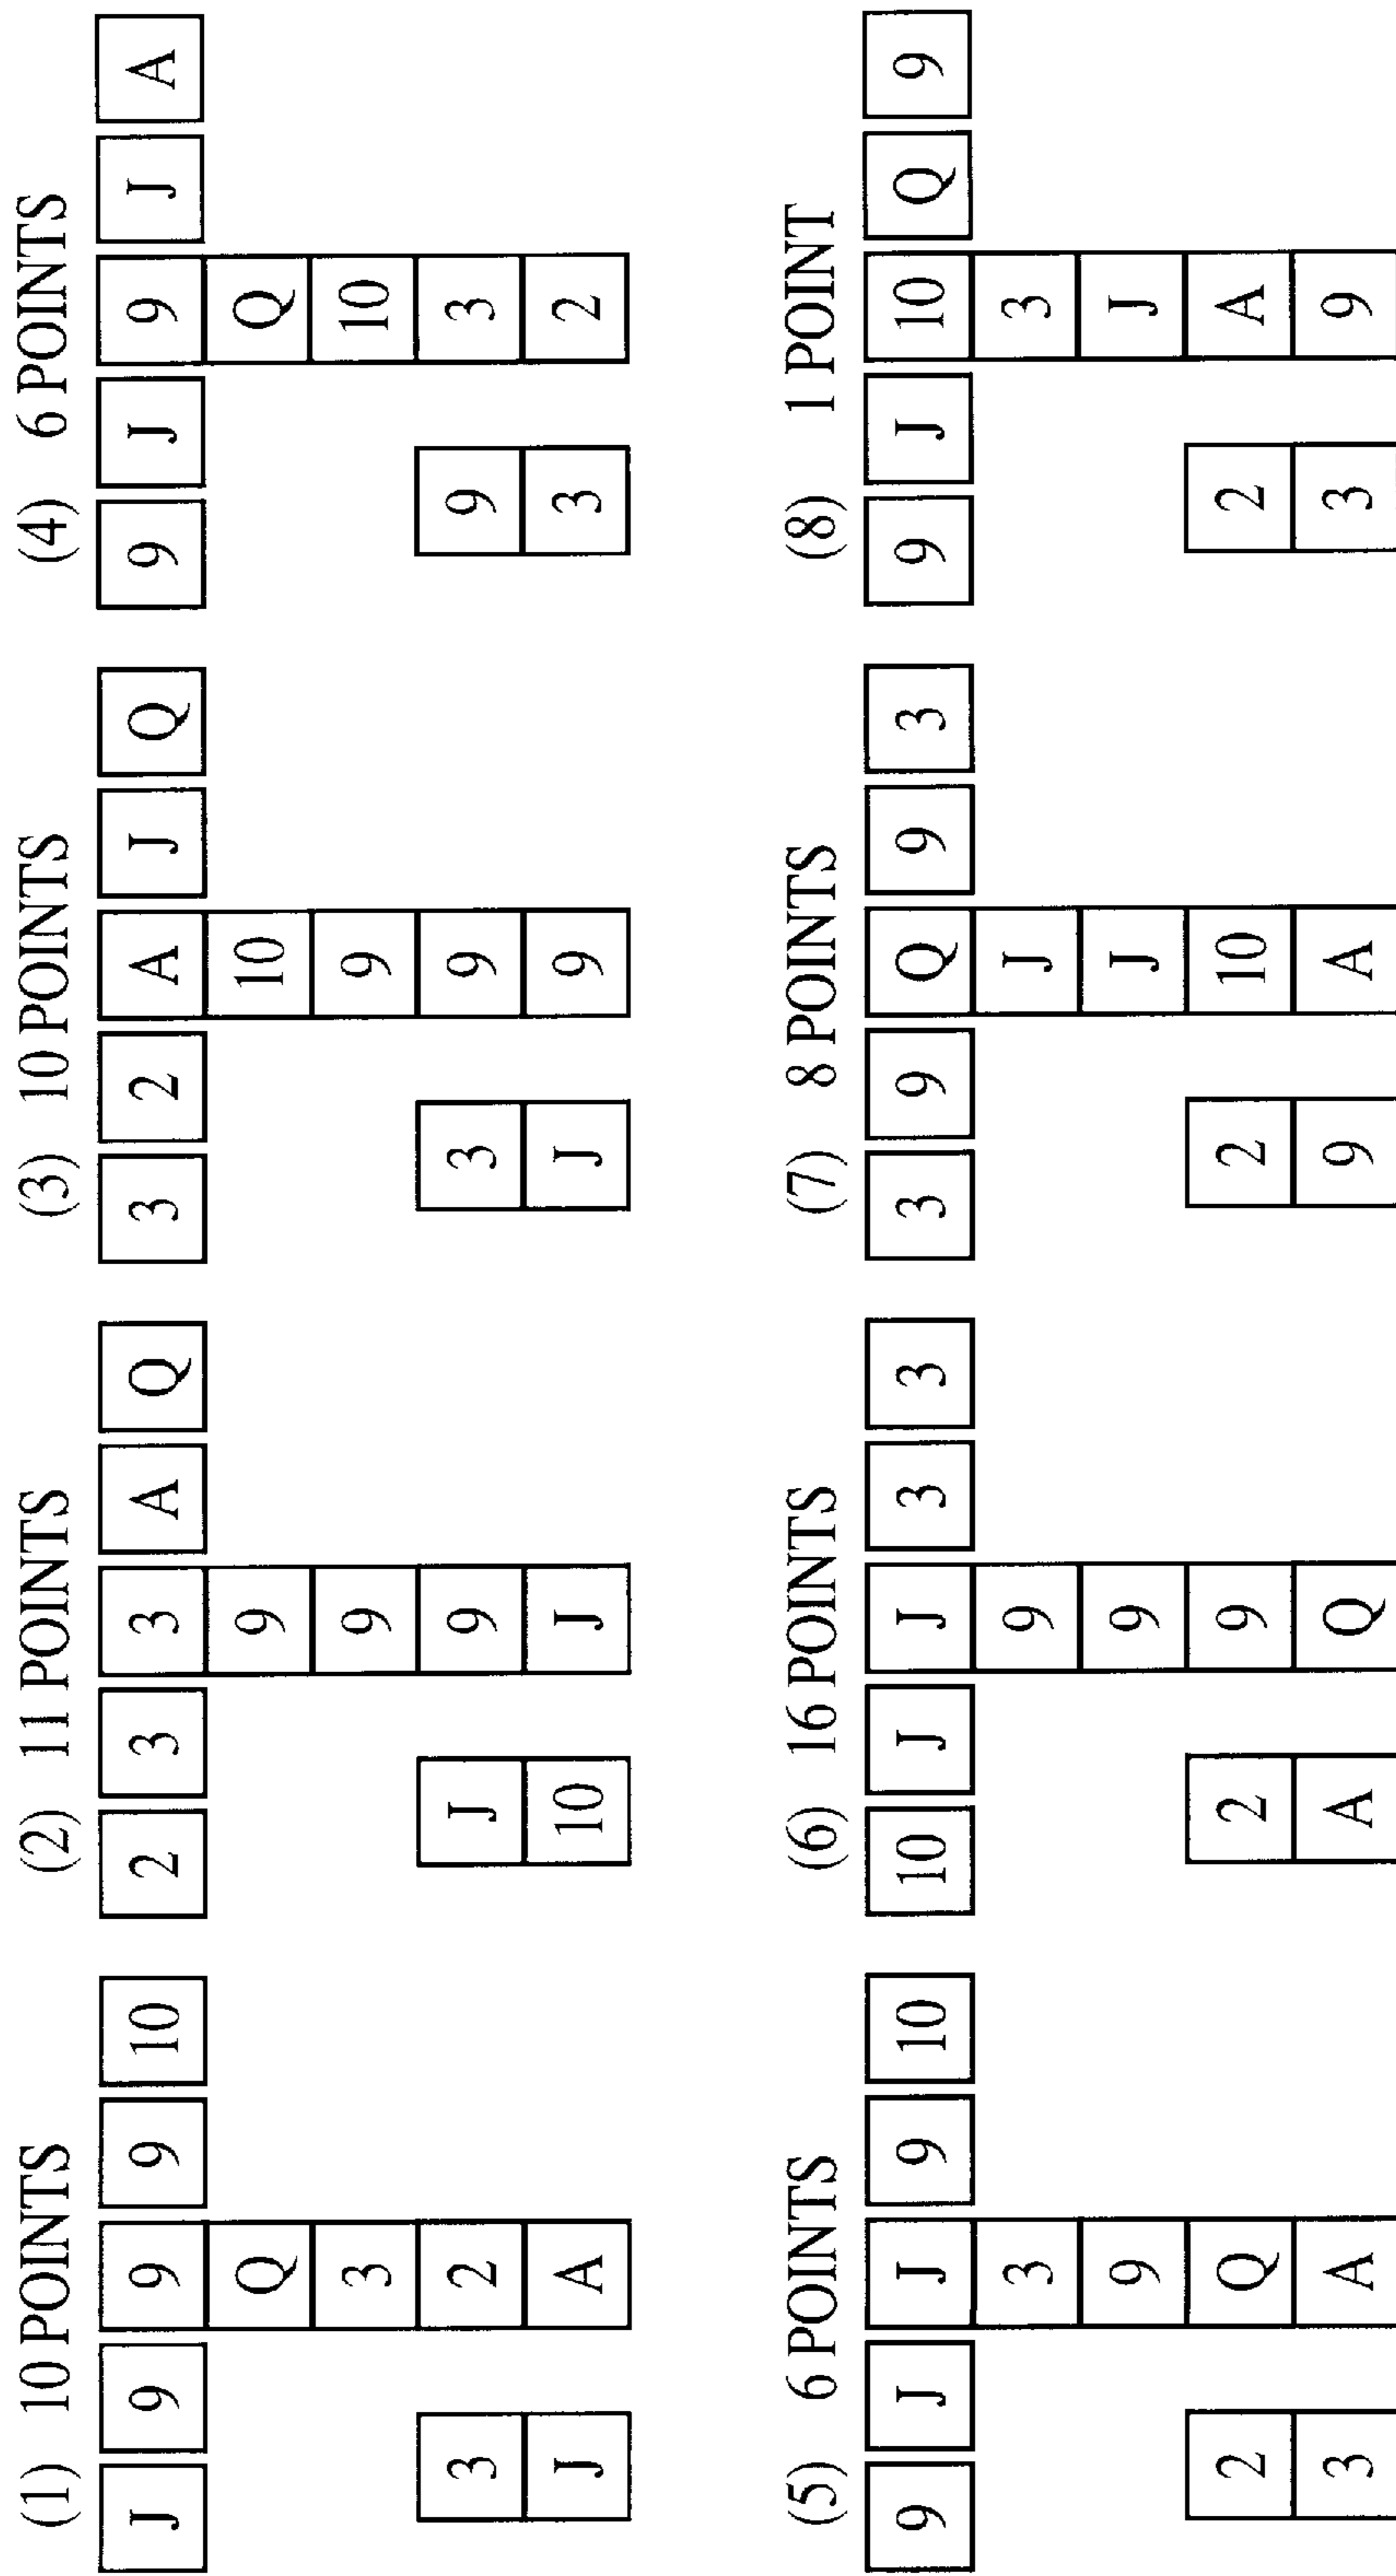 (1) 10 POINTS (2) 11 POINTS (3) 10 POINTS (4) 6 POINTS
J 9 9 9 10 2 3 3 A Q 3 2 A J Q 9 J 9 J A
Q 9 10 Q
3 9 9 10
3 2 J 9 3 9 9 3
J A 10 J J 9 3 2
(5) 6 POINTS (6) 16 POINTS (7) 8 POINTS (8) 1 POINT
9 J J 9 10 10 J J 3 3 3 9 Q 9 3 9 J 10 Q 9
3 9 J 3
9 9 J J
2 Q 2 9 2 10 2 A
3 A A Q 9 A 3 9